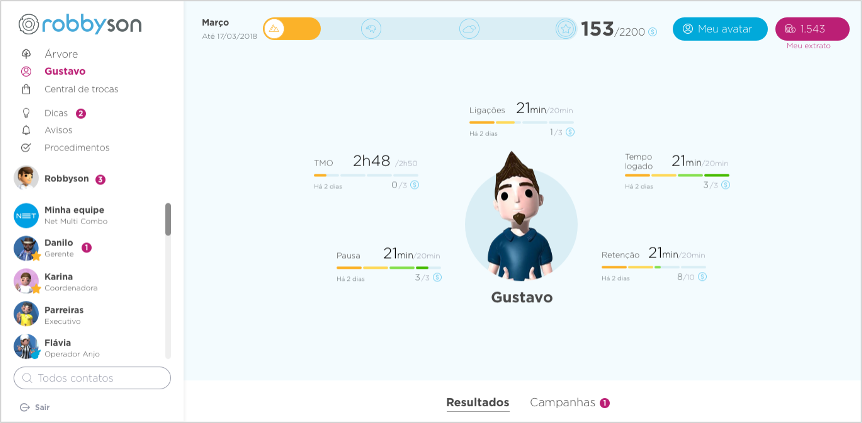 robbyson
Árvore
Gustavo
Central de trocas
Dicas 2
Avisos
Procedimentos
Robbyson 3
NET
Minha equipe
Net Multi Combo
Danilo 1
Gerente
Karina
Coordenadora
Parreiras
Executivo
Flávia
Operador Anjo
Todos contatos
Sair
Março
Até 17/03/2018
153/2200
Meu avatar
1.543
Meu extrato
Ligações 21min/20min
Há 2 dias 1/3
TMO 2h48 /2h50
Há 2 dias 0/3
Tempo
logado 21min/20min
Há 2 dias 3/3
Pausa 21min/20min
Há 2 dias 3/3
Retenção 21min/20min
Há 2 dias 8/10
Gustavo
Resultados Campanhas 1